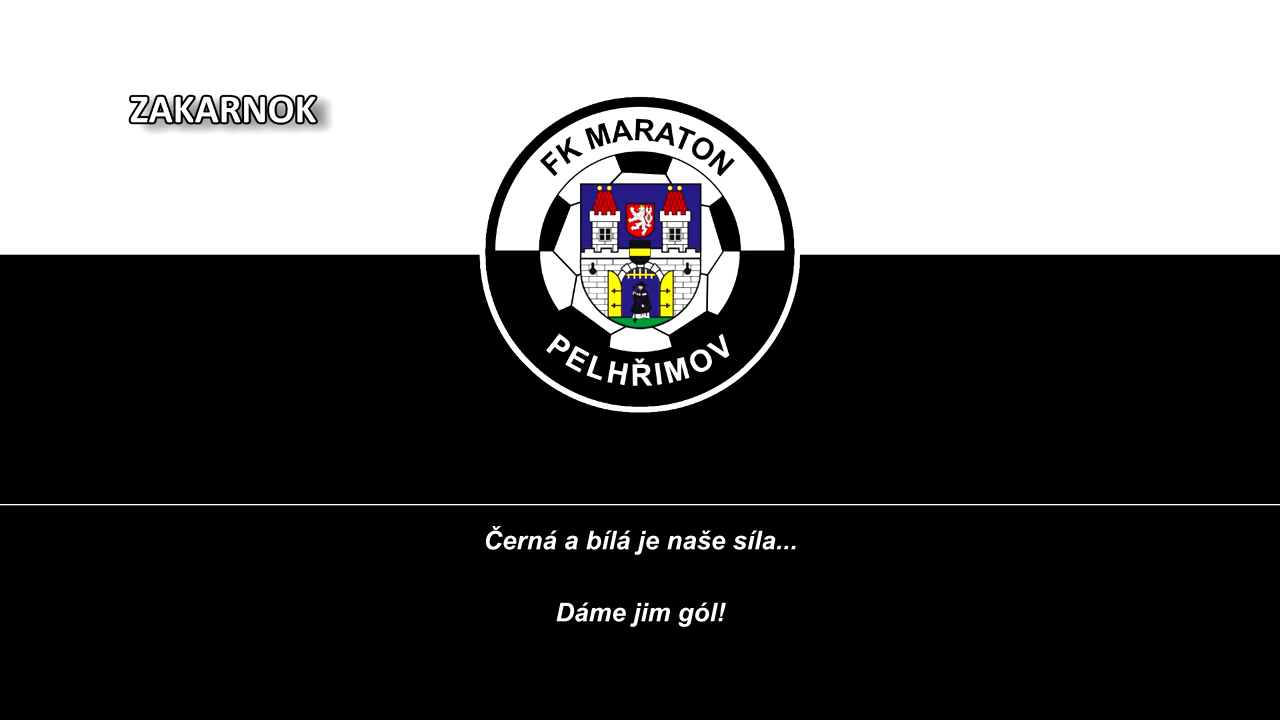 ZAKARNOK
FK MARATON
PELHŘIMOV
Černá a bílá je naše síla...
Dáme jim gól!